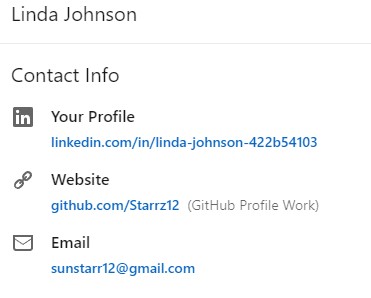 Linda Johnson
Contact Info
Your Profile
linkedin.com/in/linda-johnson-422b54103
Website
github.com/Starrz12 (GitHub Profile Work)
Email
sunstarr12@gmail.com